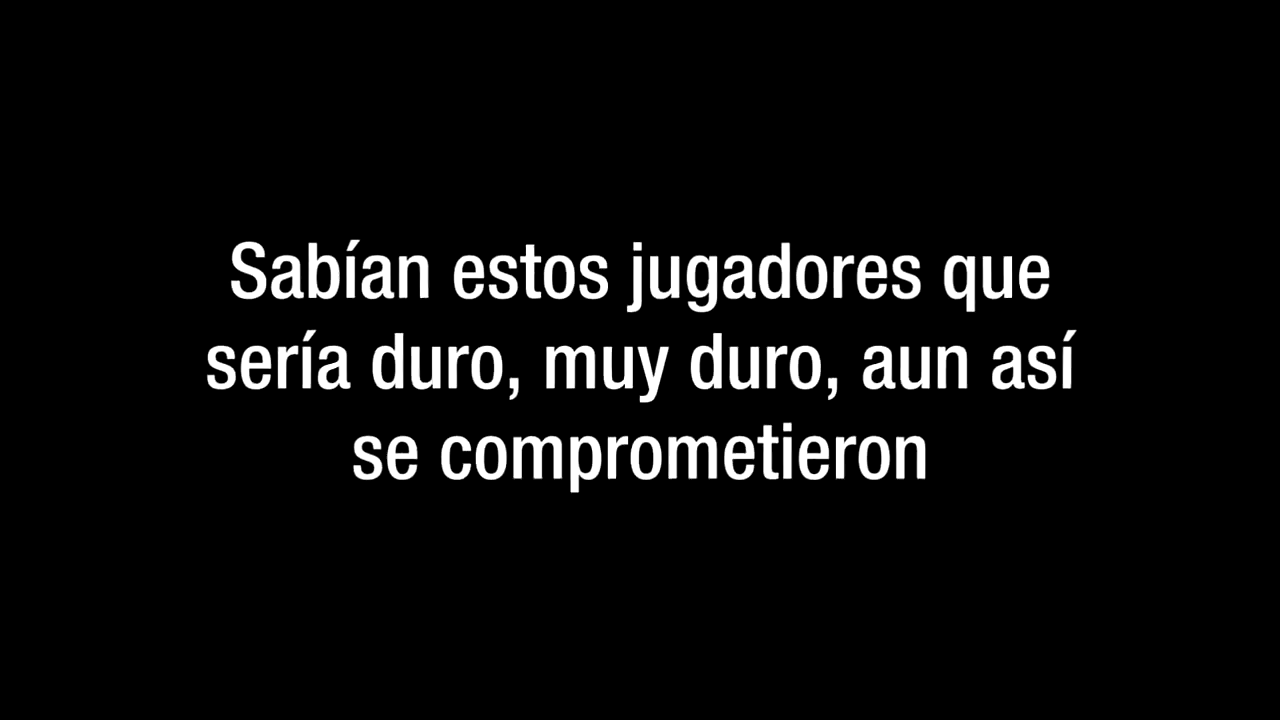 Sabían estos jugadores que
sería duro, muy duro, aun así
se comprometieron